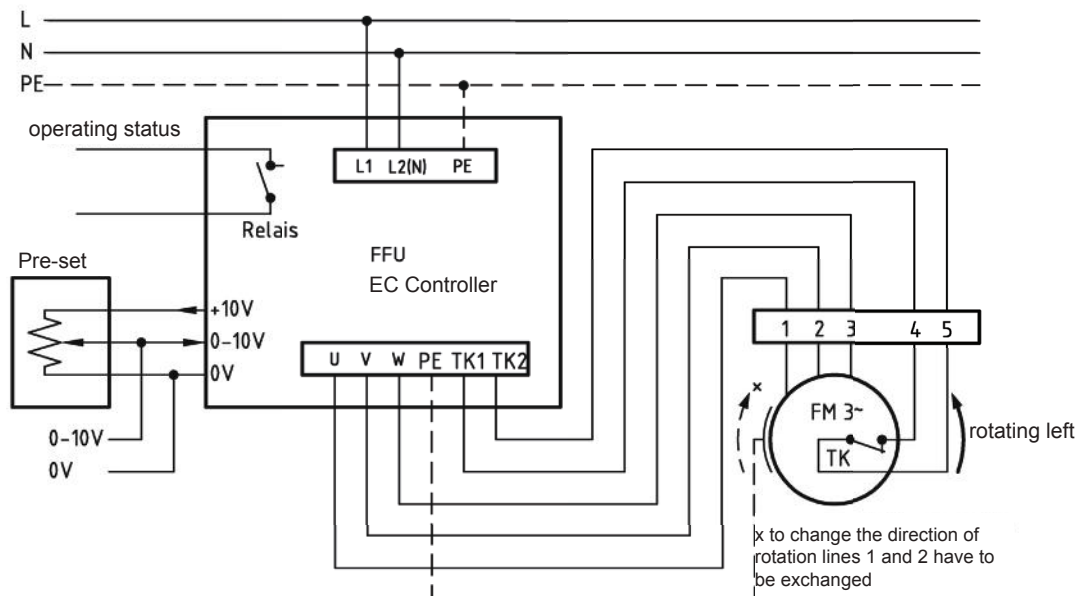 L
N
PE
operating status
L1 L2(N) PE
Relais
FFU
EC Controller
Pre-set
+10V
0-10V
0V
0-10V
0V
U V W PE TK1 TK2
1 2 3 4 5
x
FM 3~
TK
rotating left
x to change the direction of
rotation lines 1 and 2 have to
be exchanged